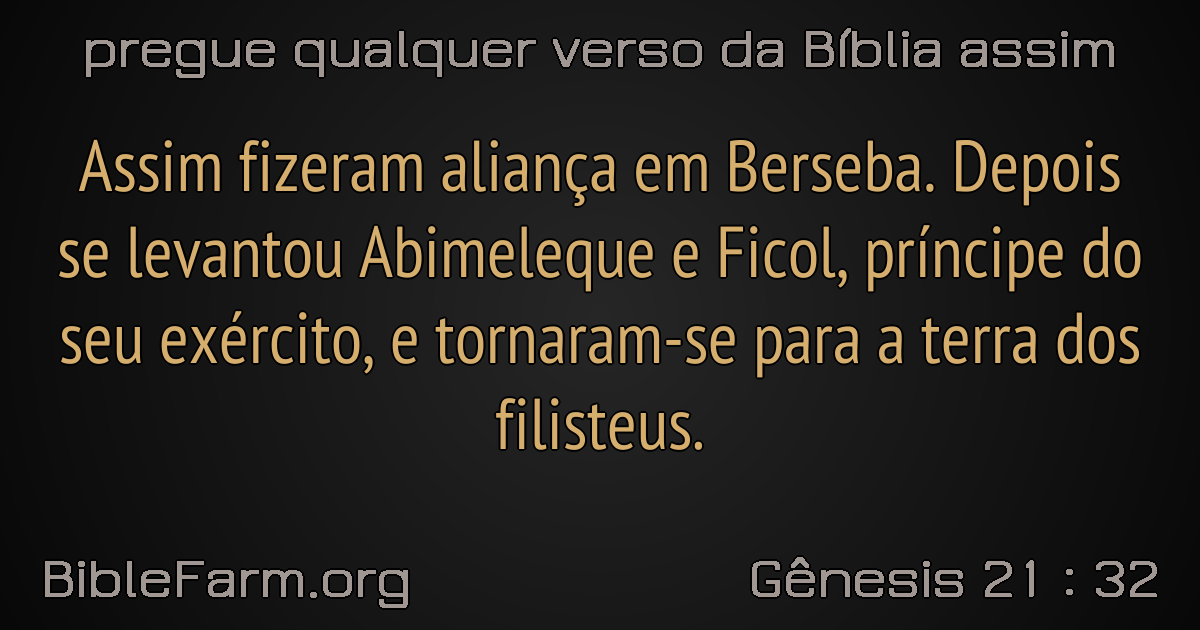 pregue qualquer verso da Bíblia assim
Assim fizeram aliança em Berseba. Depois
se levantou Abimeleque e Ficol, príncipe do
seu exército, e tornaram-se para a terra dos
filisteus.
BibleFarm.org
Gênesis 21 : 32